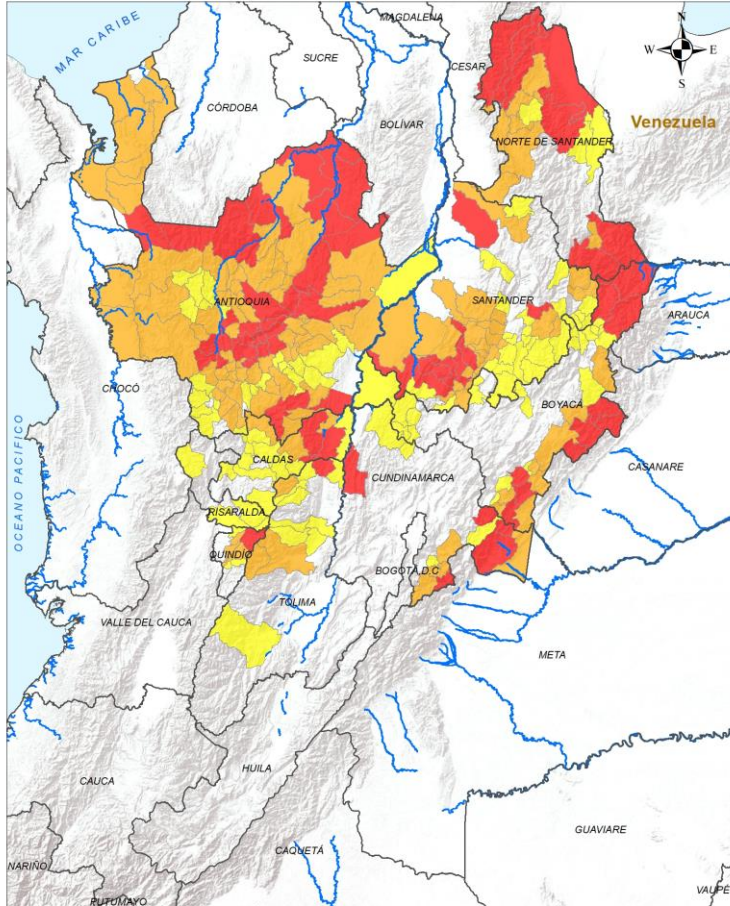 MAGDALENA
N
MAR CARIBE
SUCRE
W E
CESAR
S
CÓRDOBA
BOLÍVAR
Venezuela
NORTE DE SANTANDER
ANTIOQUIA
SANTANDER
ARAUCA
CHOCÓ
BOYACÁ
CALDAS
CUNDINAMARCA
CASANARE
OCEANO PACIFICO
RISARALDA
QUINDÍO
BOGOTÁ, D.C
TOLIMA
VALLE DEL CAUCA
META
HUILA
CAUCA
GUAVIARE
CAQUETÁ
NARIÑO
PUTUMAYO
VAUPÉ